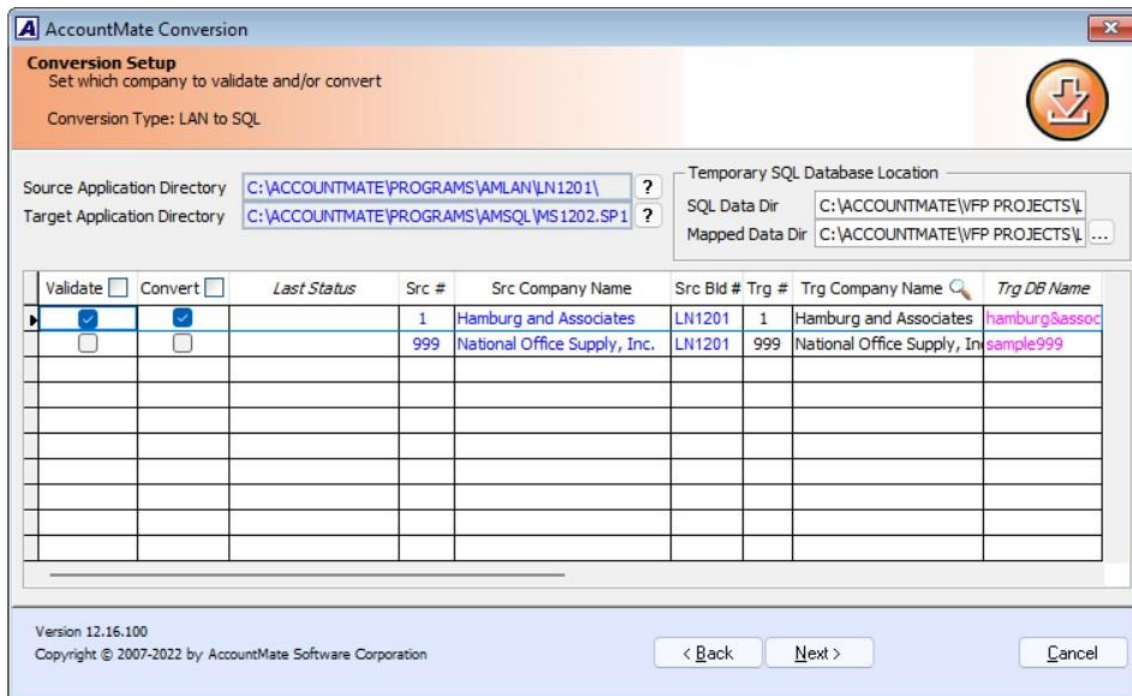 AccountMate Conversion
Conversion Setup
Set which company to validate and/or convert
Conversion Type: LAN to SQL
Source Application Directory C:\ACCOUNTMATE\PROGRAMS\AMLAN\LN1201\ ?
Target Application Directory C:\ACCOUNTMATE\PROGRAMS\AMSQL\MS1202.SP1 ?
Temporary SQL Database Location
SQL Data Dir C:\ACCOUNTMATE\VFP PROJECTS\L
Mapped Data Dir C:\ACCOUNTMATE\VFP PROJECTS\L ...
Validate Convert Last Status Src # Src Company Name Src Bld # Trg # Trg Company Name Trg DB Name
1 Hamburg and Associates LN1201 1 Hamburg and Associates hamburg&assoc
999 National Office Supply, Inc. LN1201 999 National Office Supply, Inc sample999
Version 12.16.100
Copyright © 2007-2022 by AccountMate Software Corporation
< Back Next > Cancel